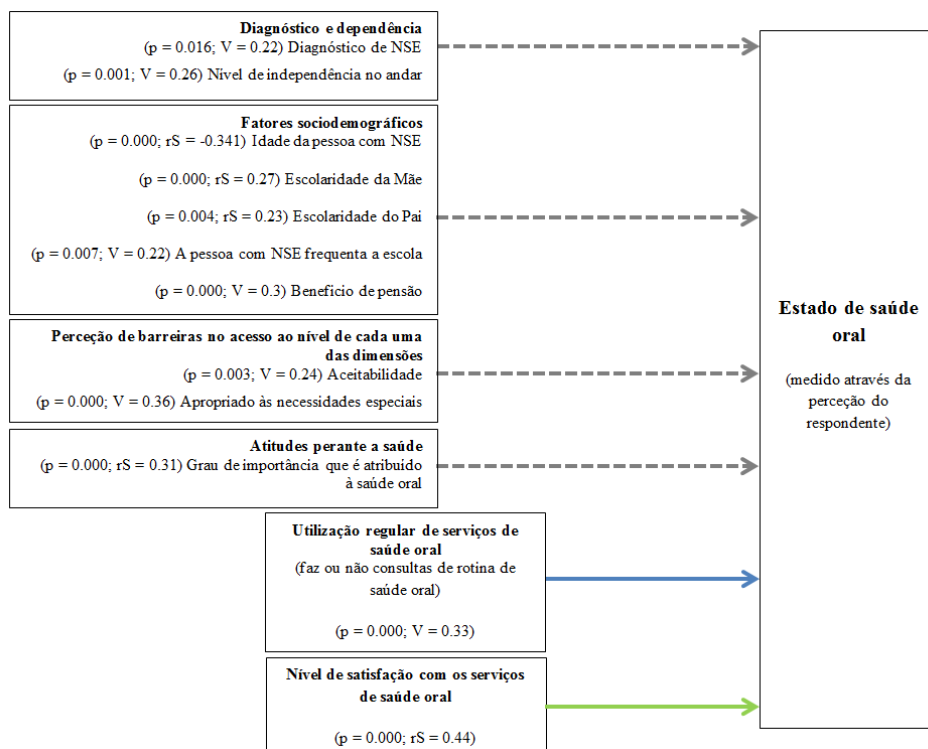 Diagnóstico e dependência
(p = 0.016; V = 0.22) Diagnóstico de NSE
(p = 0.001; V = 0.26) Nível de independência no andar
Fatores sociodemográficos
(p = 0.000; rS = -0.341) Idade da pessoa com NSE
(p = 0.000; rS = 0.27) Escolaridade da Mãe
(p = 0.004; rS = 0.23) Escolaridade do Pai
(p = 0.007; V = 0.22) A pessoa com NSE frequenta a escola
(p = 0.000; V = 0.3) Beneficio de pensão
Perceção de barreiras no acesso ao nível de cada uma
das dimensões
(p = 0.003; V = 0.24) Aceitabilidade
(p = 0.000; V = 0.36) Apropriado às necessidades especiais
Atitudes perante a saúde
(p = 0.000; rS = 0.31) Grau de importância que é atribuído
à saúde oral
Utilização regular de serviços de
saúde oral
(faz ou não consultas de rotina de
saúde oral)
(p = 0.000; V = 0.33)
Nível de satisfação com os serviços
de saúde oral
(p = 0.000; rS = 0.44)
Estado de saúde
oral
(medido através da
perceção do
respondente)